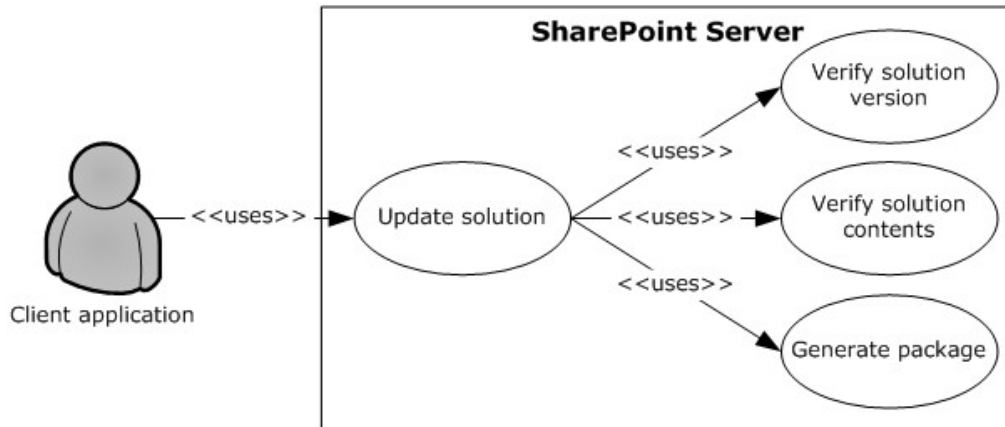 SharePoint Server
Verify solution
version
<<uses>>
<<uses>>
Update solution
<<uses>>
Verify solution
contents
<<uses>>
Client application
Generate package